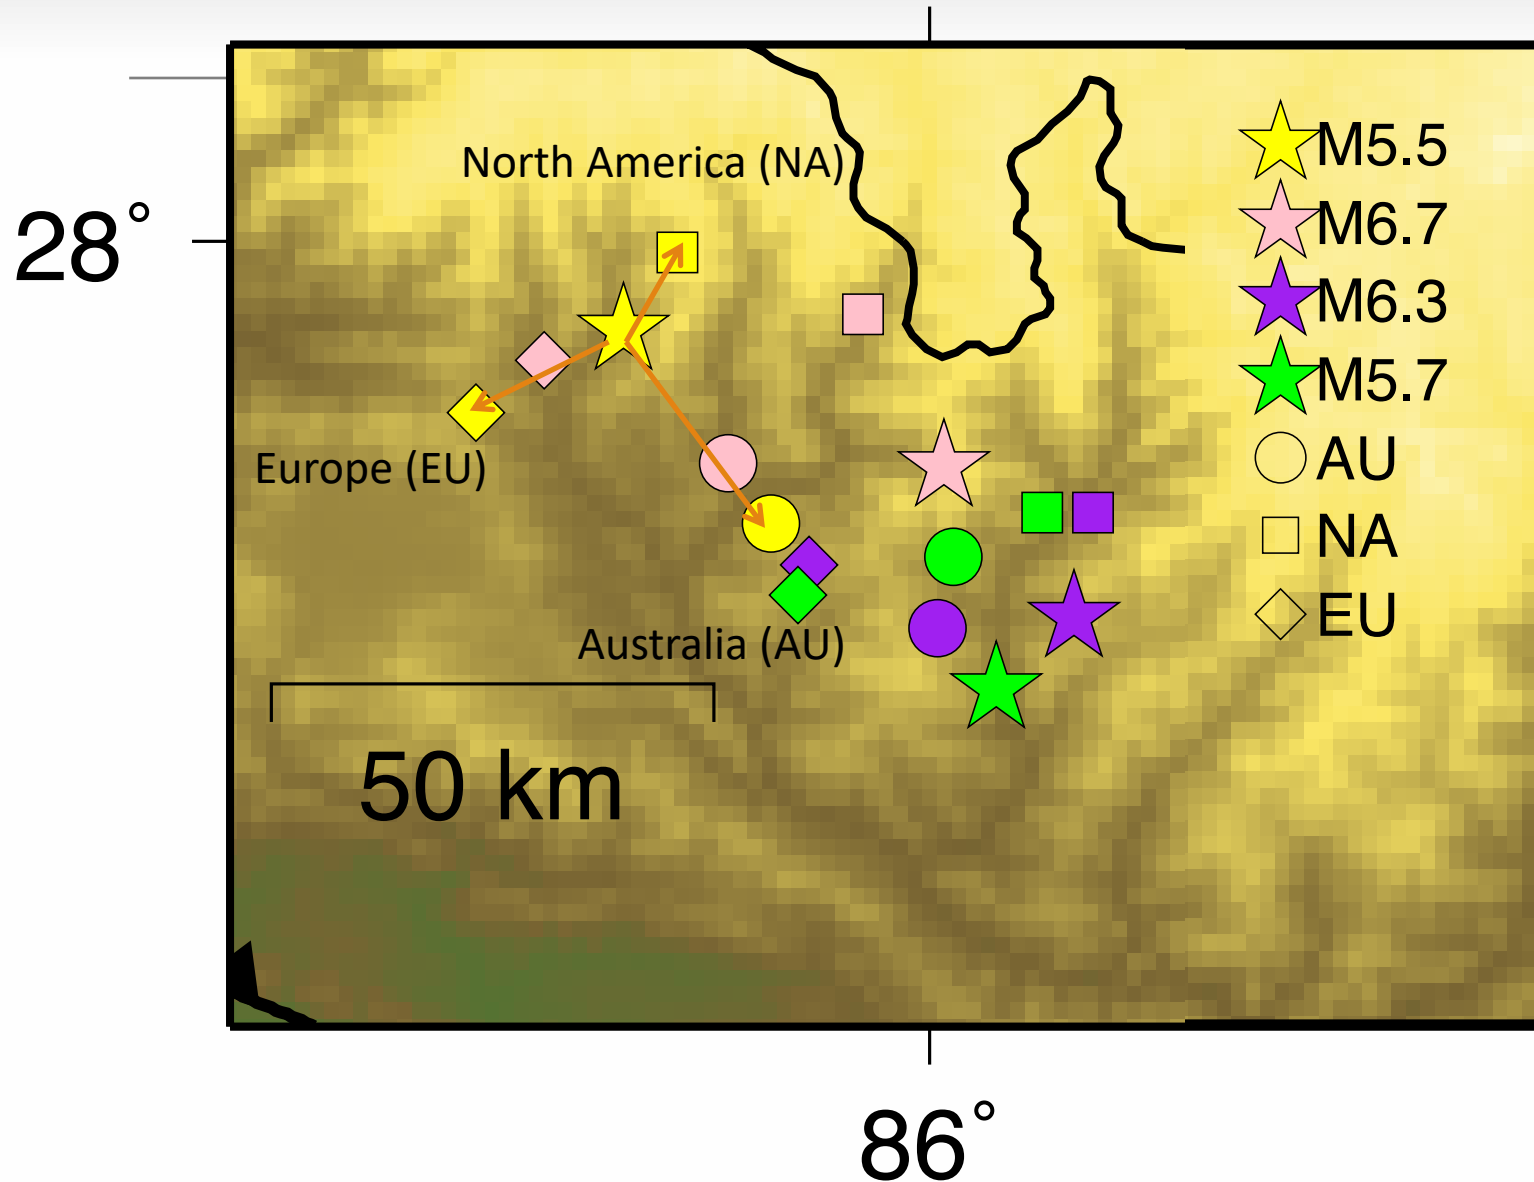 North America (NA)
28°
Europe (EU)
Australia (AU)
50 km
86°
M5.5
M6.7
M6.3
M5.7
AU
NA
EU